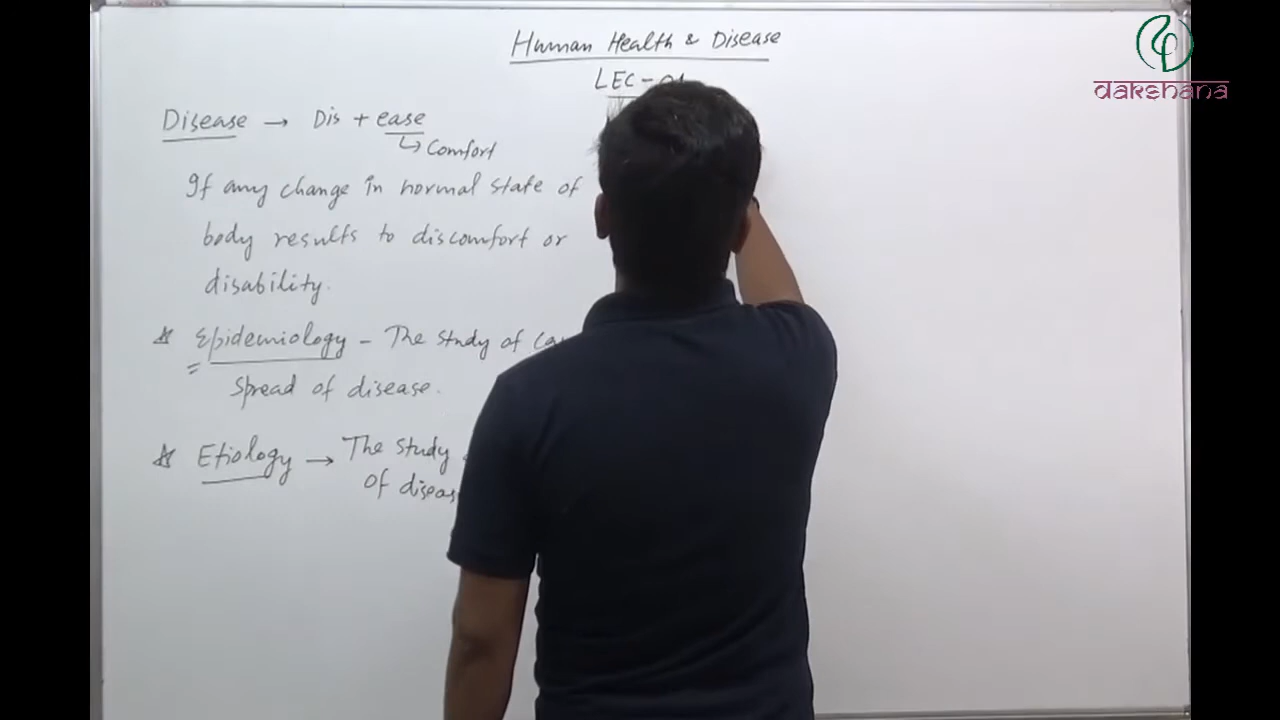 Human Health & Disease
LEC-01
dakshana
Disease → Dis + ease
↳ Comfort
If any change in normal state of
body results to discomfort or
disability.
☆ Epidemiology - The study of
Spread of disease.
☆ Etiology → The study
of